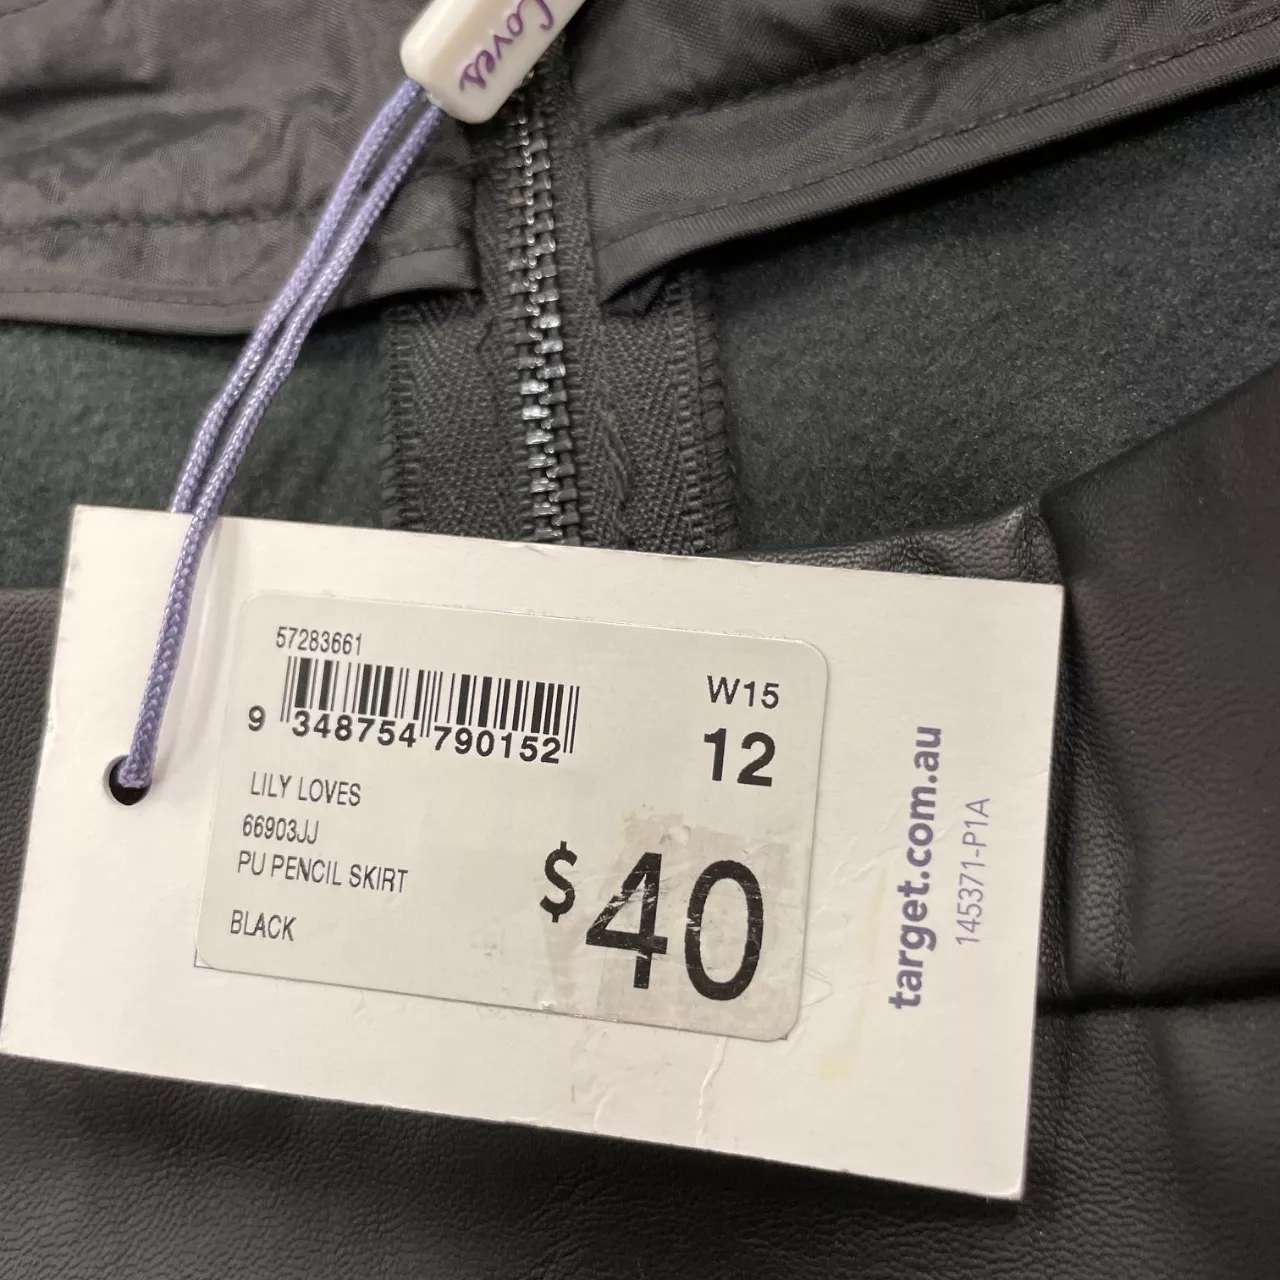 Loves
57283661
9 348754 790152
W15
12
LILY LOVES
66903JJ
PU PENCIL SKIRT
BLACK
$40
target.com.au
145371-P1A